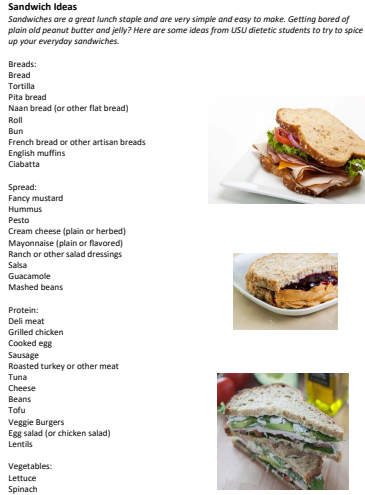 Sandwich Ideas
Sandwiches are a great lunch staple and are very simple and easy to make. Getting bored of
plain old peanut butter and jelly? Here are some ideas from USU dietetic students to try to spice
up your everyday sandwiches.
Breads:
Bread
Tortilla
Pita bread
Naan bread (or other flat bread)
Roll
Bun
French bread or other artisan breads
English muffins
Ciabatta
Spread:
Fancy mustard
Hummus
Pesto
Cream cheese (plain or herbed)
Mayonnaise (plain or flavored)
Ranch or other salad dressings
Salsa
Guacamole
Mashed beans
Protein:
Deli meat
Grilled chicken
Cooked egg
Sausage
Roasted turkey or other meat
Tuna
Cheese
Beans
Tofu
Veggie Burgers
Egg salad (or chicken salad)
Lentils
Vegetables:
Lettuce
Spinach